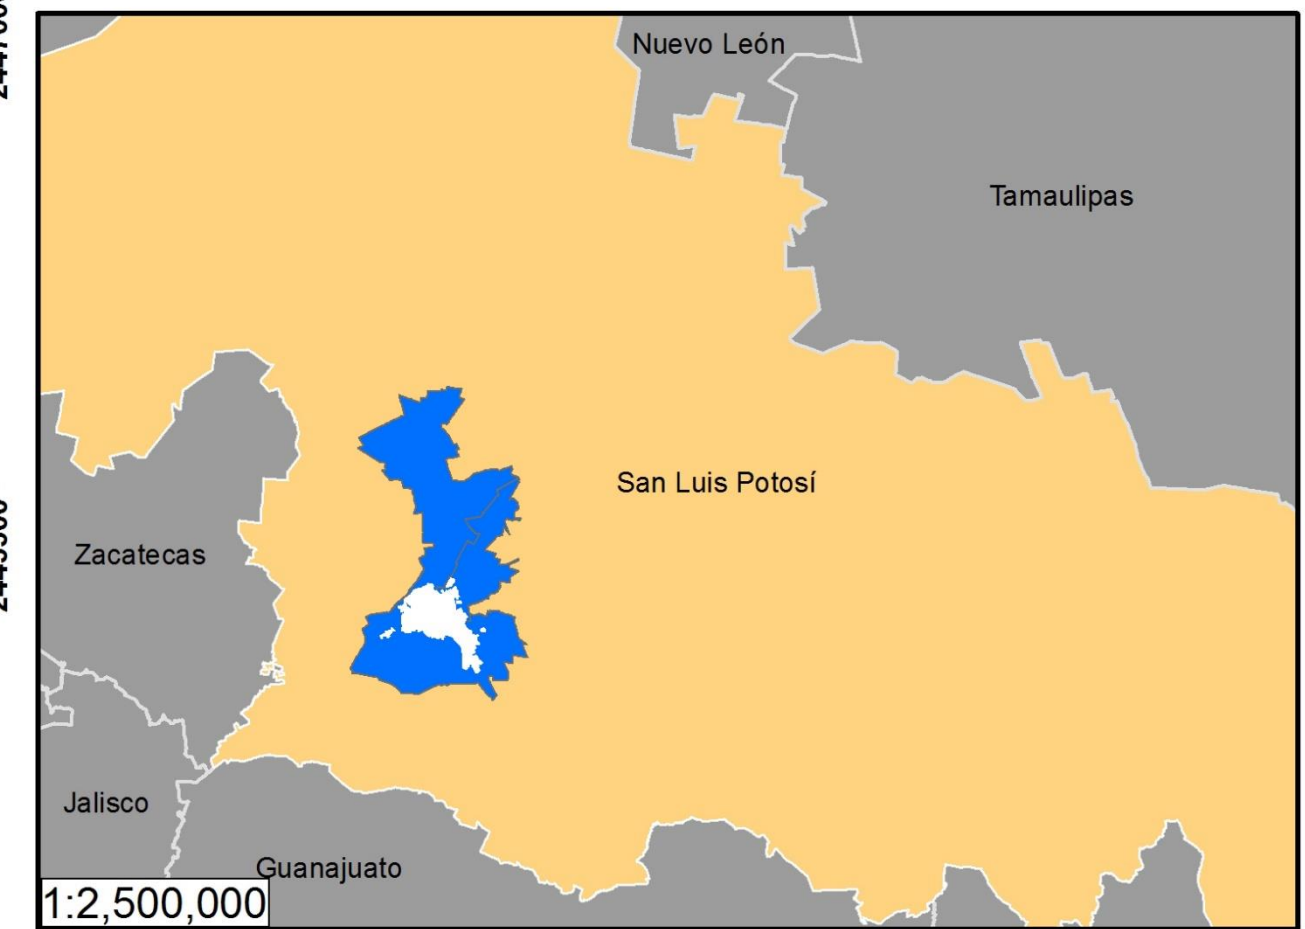 Nuevo León
Tamaulipas
San Luis Potosí
Zacatecas
Jalisco
Guanajuato
1:2,500,000